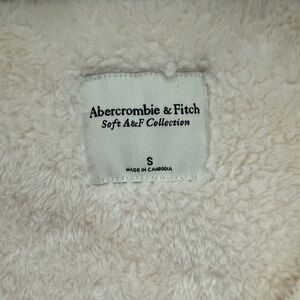 Abercrombie & Fitch
Soft A&F Collection
S
MADE IN CAMBODIA